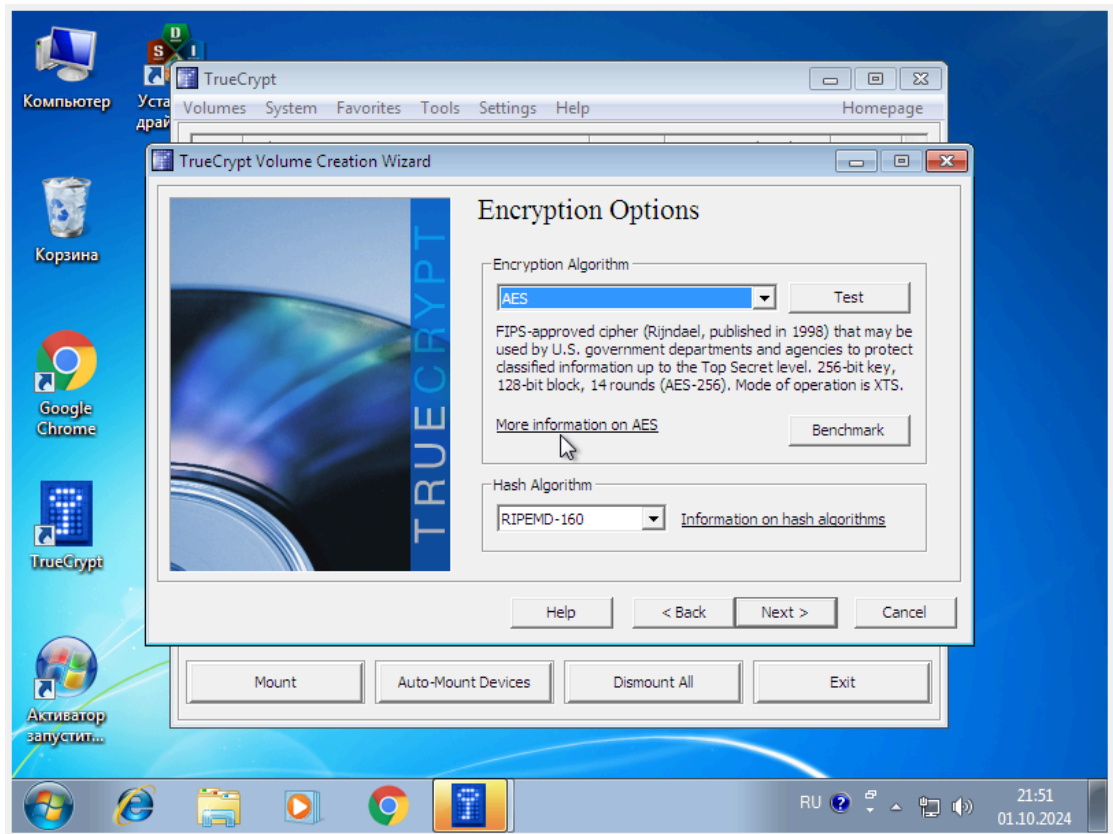 Компьютер
D
S I
Уста
драй
TrueCrypt
Volumes System Favorites Tools Settings Help Homepage
TrueCrypt Volume Creation Wizard
TRUECRYPT
Encryption Options
Encryption Algorithm
AES
Test
FIPS-approved cipher (Rijndael, published in 1998) that may be
used by U.S. government departments and agencies to protect
classified information up to the Top Secret level. 256-bit key,
128-bit block, 14 rounds (AES-256). Mode of operation is XTS.
More information on AES
Benchmark
Hash Algorithm
RIPEMD-160
Information on hash algorithms
Help < Back Next > Cancel
Mount Auto-Mount Devices Dismount All Exit
Корзина
Google
Chrome
TrueCrypt
Активатор
запустит...
RU
21:51
01.10.2024